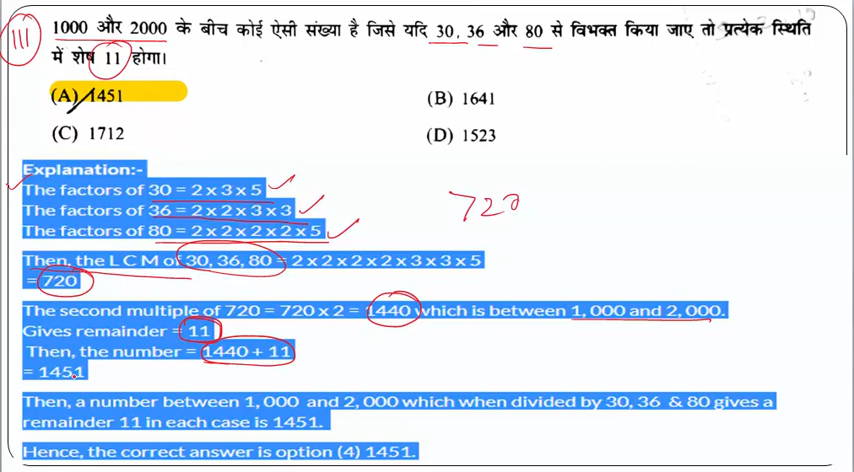 III
1000 और 2000 के बीच कोई ऐसी संख्या है जिसे यदि 30, 36 और 80 से विभक्त किया जाए तो प्रत्येक स्थिति
में शेष 11 होगा।
(A) 1451
(B) 1641
(C) 1712
(D) 1523
Explanation:-
The factors of 30 = 2 x 3 x 5
The factors of 36 = 2 x 2 x 3 x 3
The factors of 80 = 2 x 2 x 2 x 2 x 5
720
Then, the L C M of 30, 36, 80 = 2 x 2 x 2 x 2 x 3 x 3 x 5
= 720
The second multiple of 720 = 720 x 2 = 1440 which is between 1, 000 and 2, 000.
Gives remainder = 11
Then, the number = 1440 + 11
= 1451
Then, a number between 1, 000 and 2, 000 which when divided by 30, 36 & 80 gives a
remainder 11 in each case is 1451.
Hence, the correct answer is option (4) 1451.